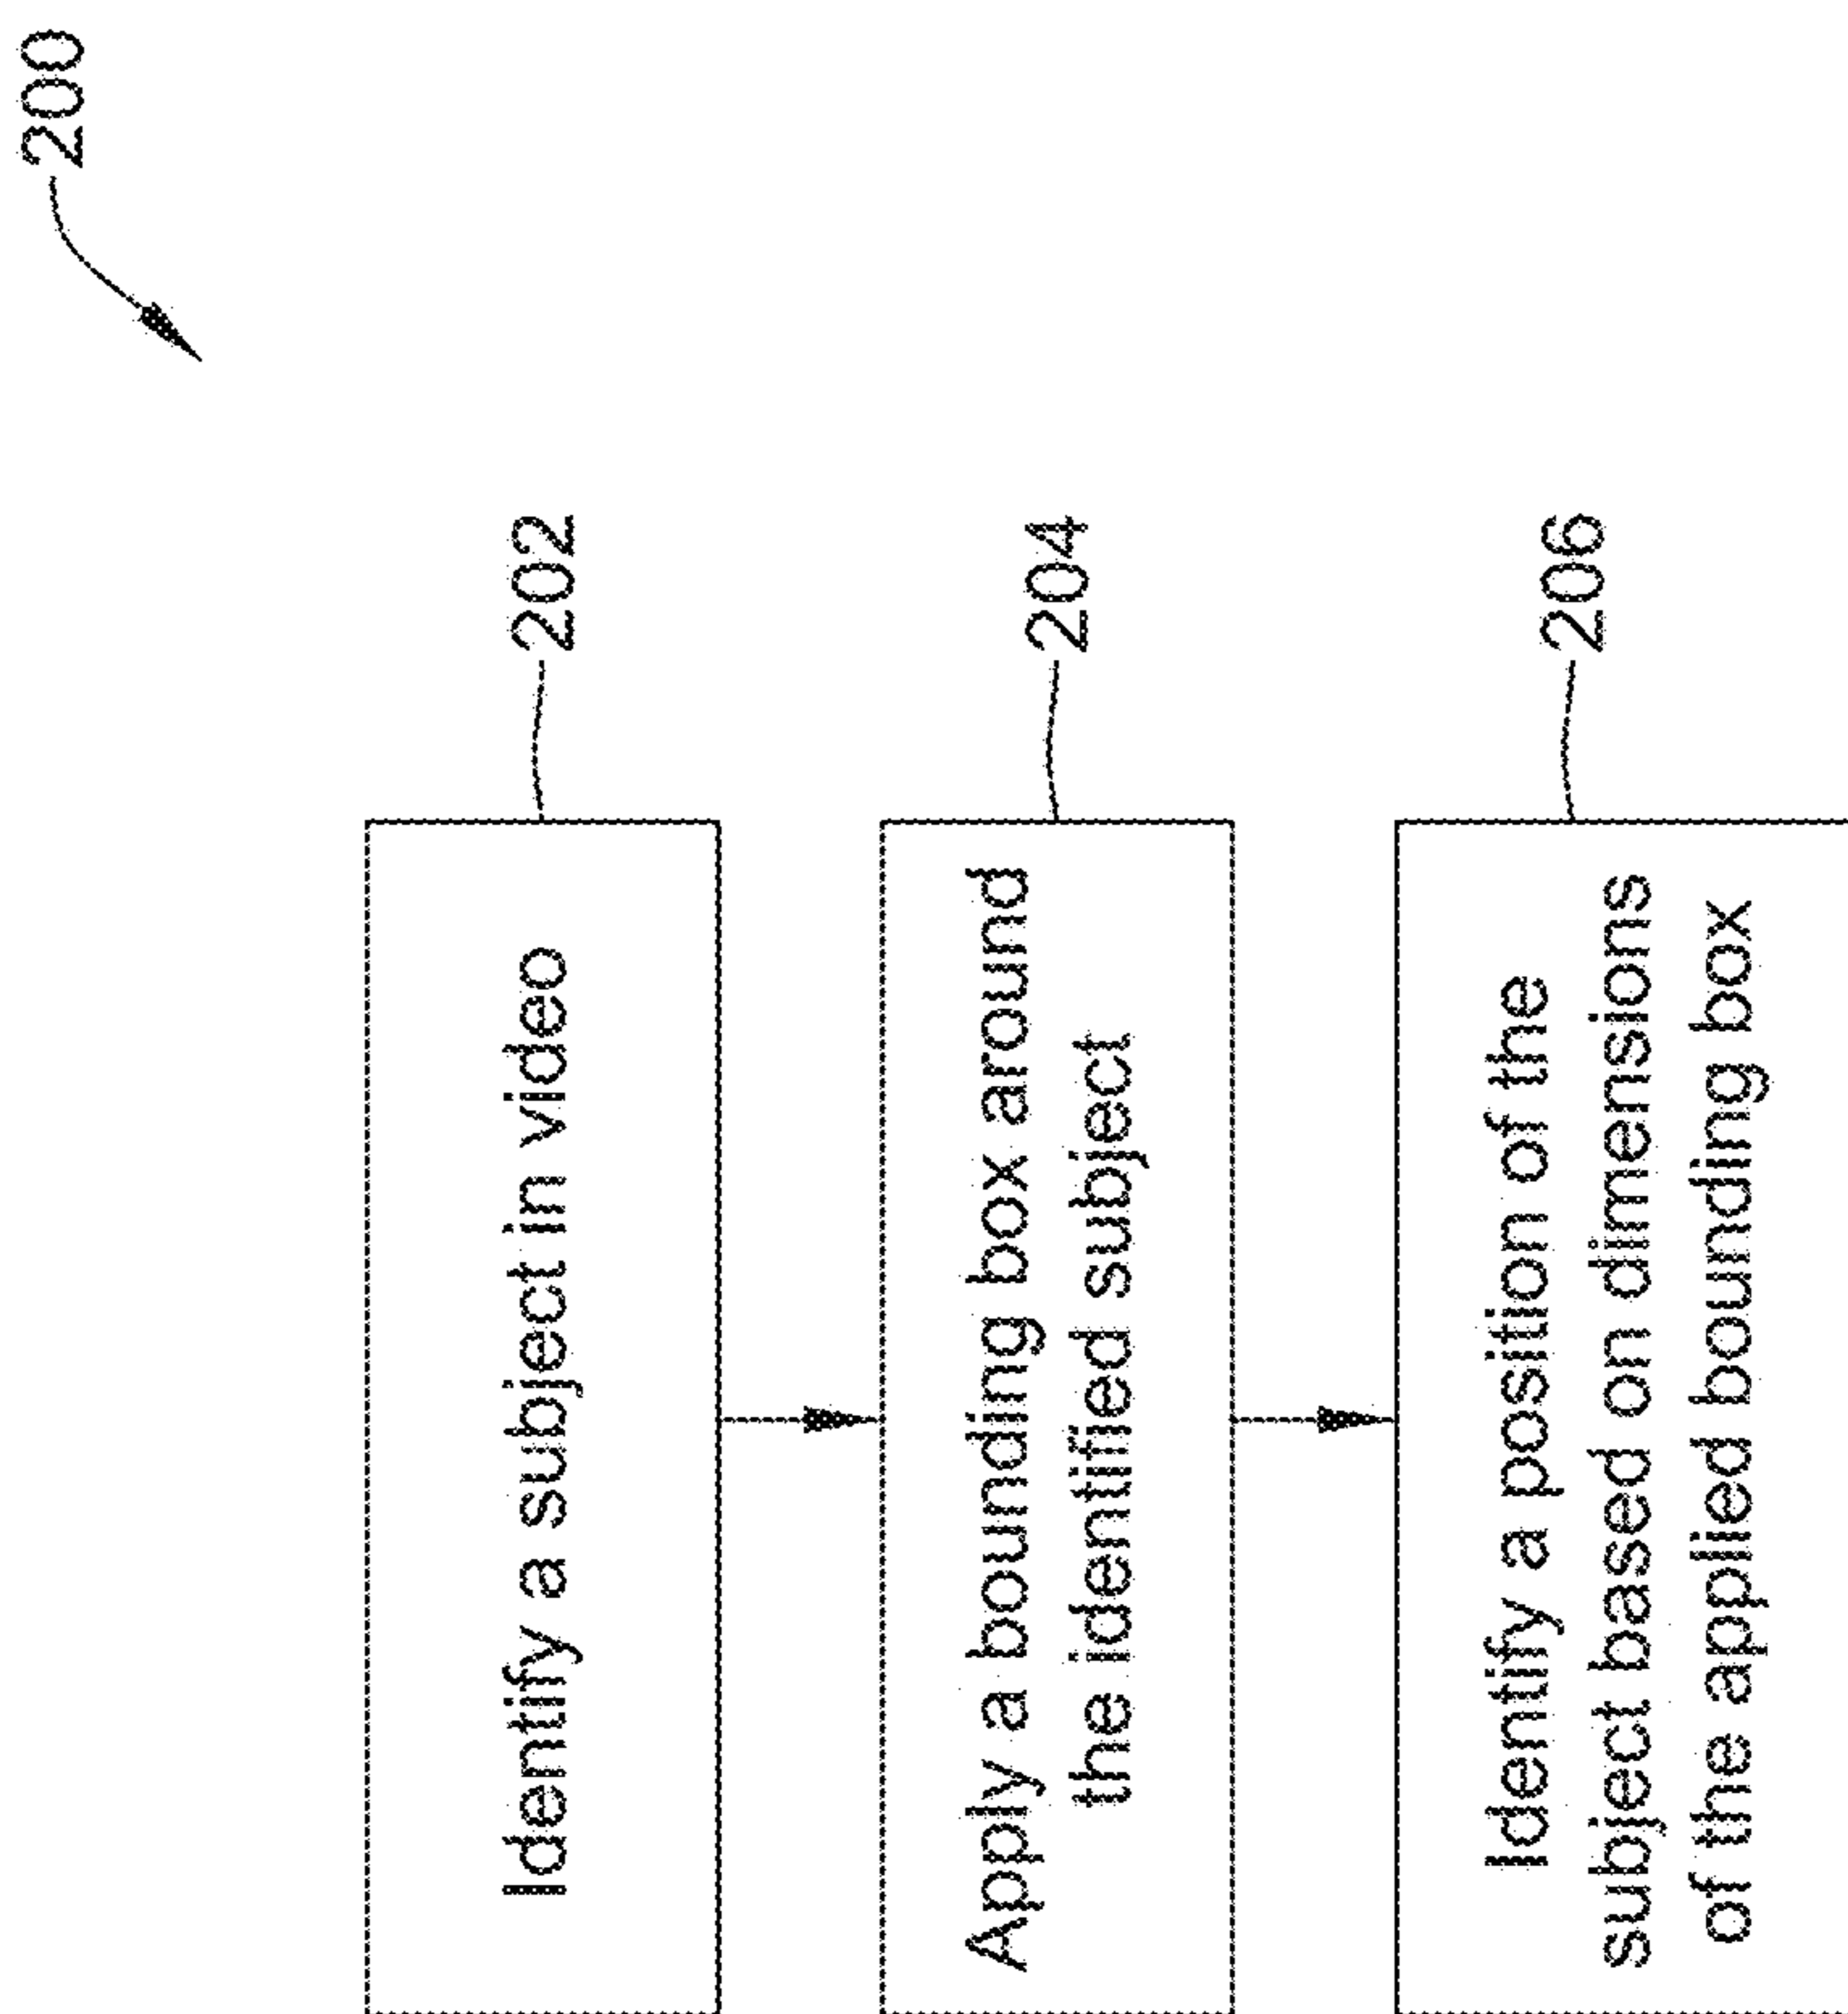 200
Identify a subject in video
202
Apply a bounding box around
the identified subject
204
Identify a position of the
subject based on dimensions
of the applied bounding box
206